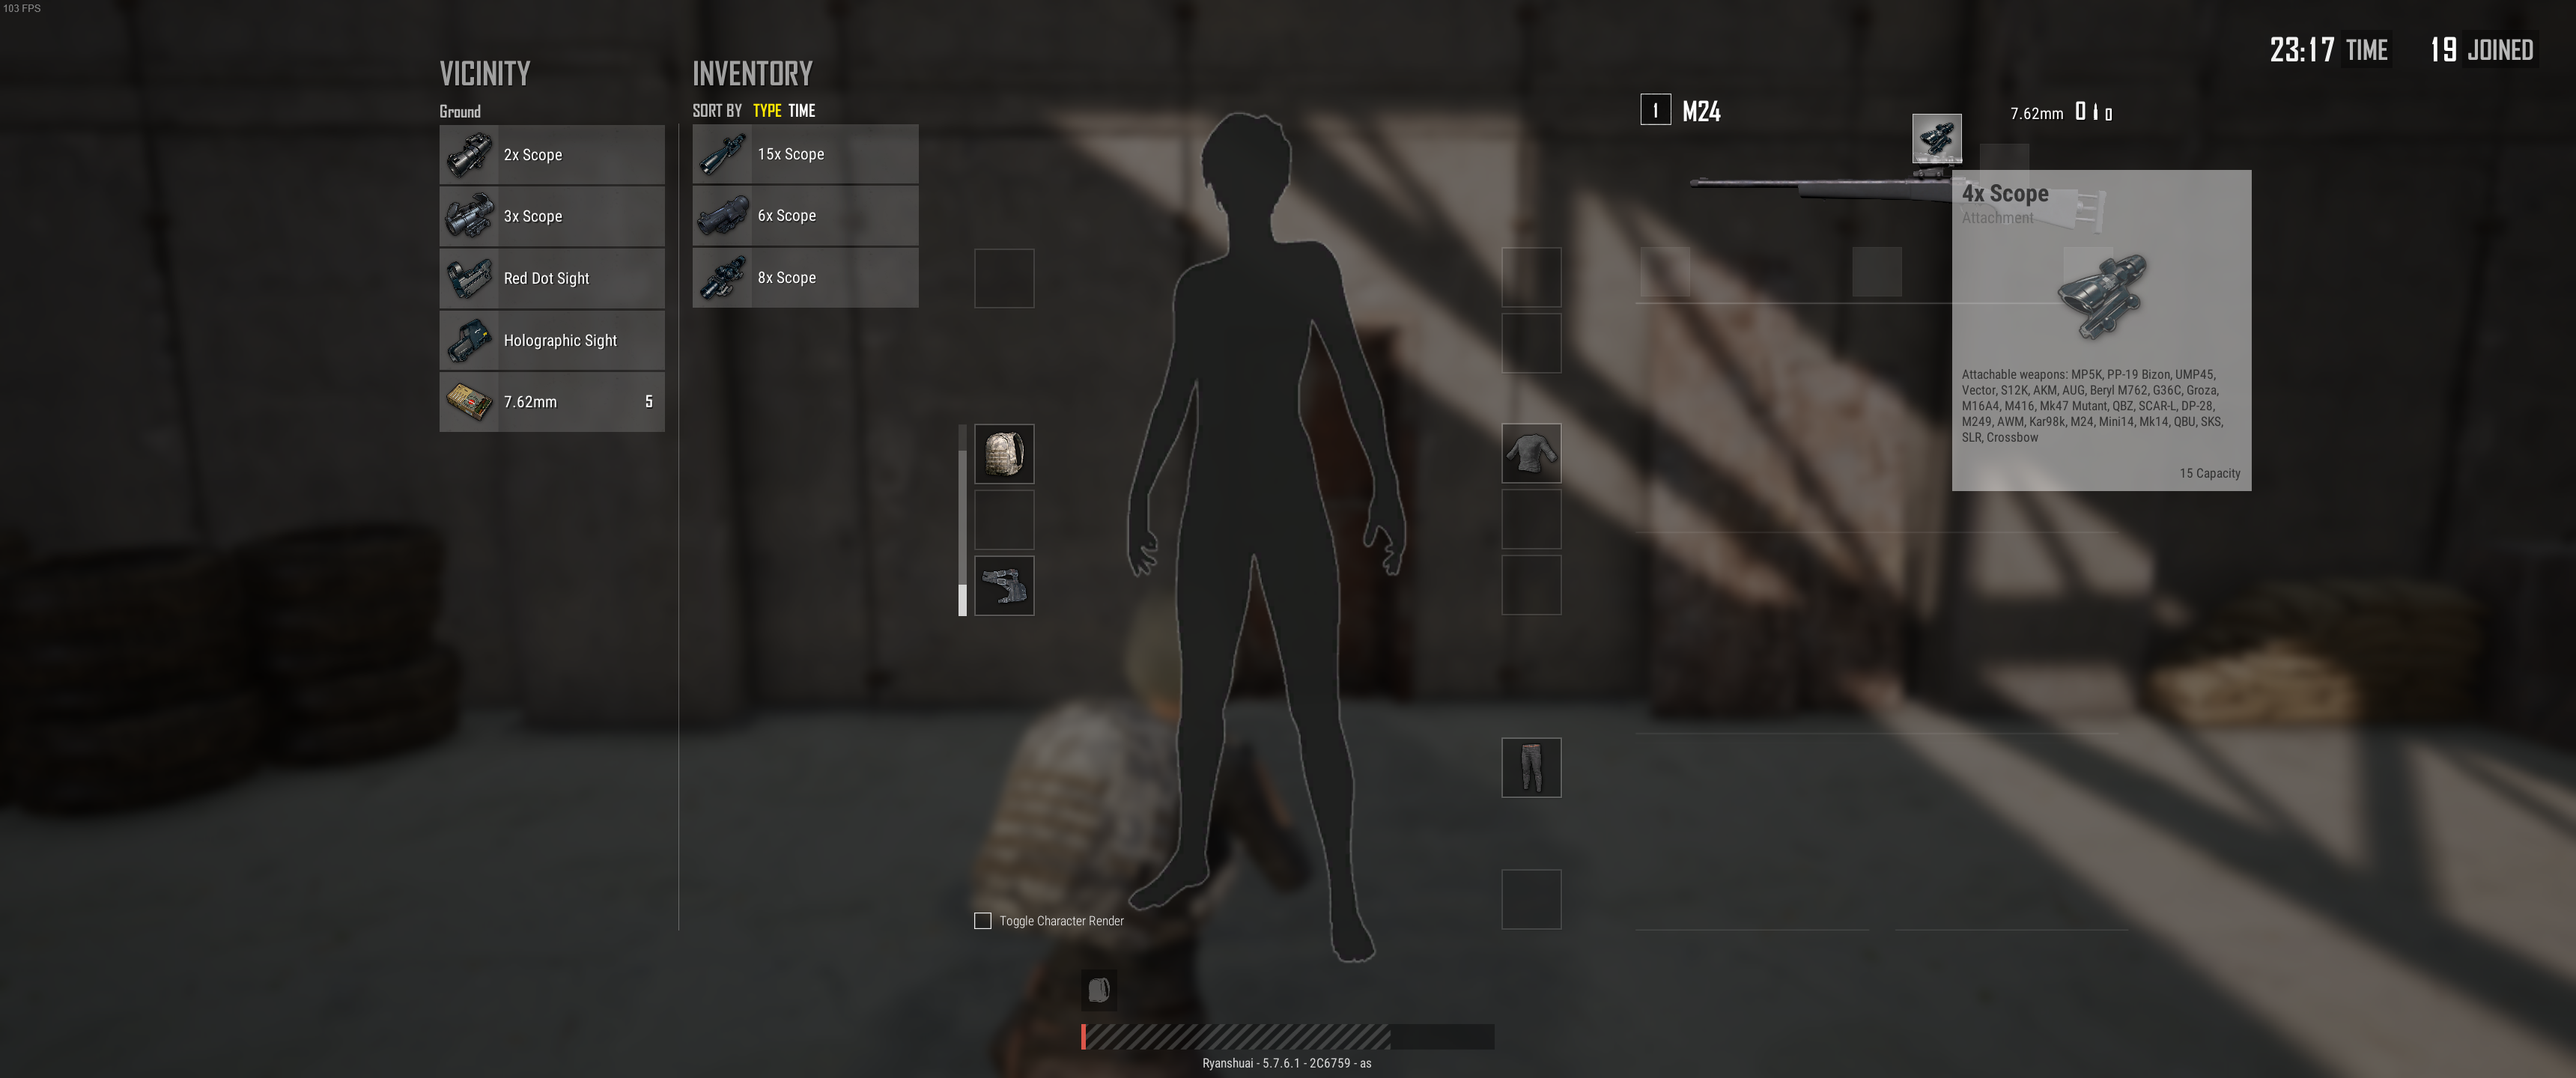 103 FPS
23:17 TIME 19 JOINED
VICINITY
Ground
2x Scope
3x Scope
Red Dot Sight
Holographic Sight
7.62mm 5
INVENTORY
SORT BY TYPE TIME
15x Scope
6x Scope
8x Scope
1 M24
7.62mm 0 0
4x Scope
Attachment
Attachable weapons: MP5K, PP-19 Bizon, UMP45,
Vector, S12K, AKM, AUG, Beryl M762, G36C, Groza,
M16A4, M416, Mk47 Mutant, QBZ, SCAR-L, DP-28,
M249, AWM, Kar98k, M24, Mini14, Mk14, QBU, SKS,
SLR, Crossbow
15 Capacity
Toggle Character Render
Ryanshuai - 5.7.6.1 - 2C6759 - as